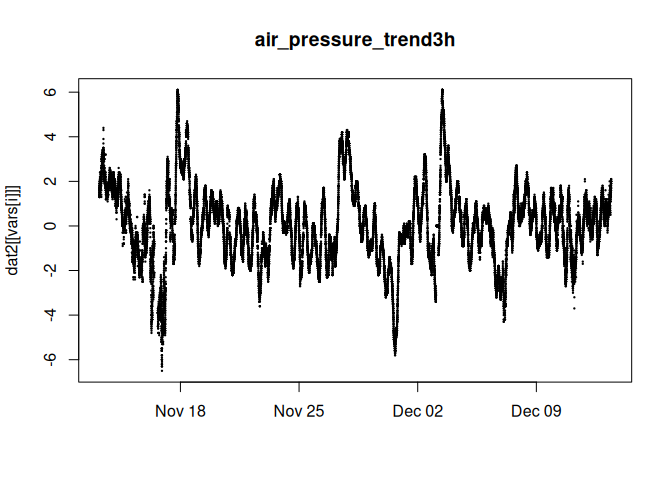 air_pressure_trend3h
dat2[[vars[i]]]
6
4
2
0
-2
-4
-6
Nov 18
Nov 25
Dec 02
Dec 09